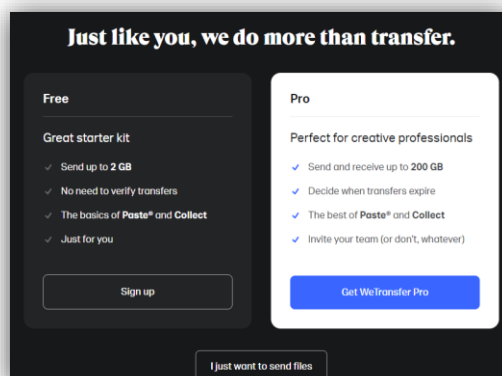 Just like you, we do more than transfer.
Free
Great starter kit
Send up to 2 GB
No need to verify transfers
The basics of Paste® and Collect
Just for you
Sign up
Pro
Perfect for creative professionals
Send and receive up to 200 GB
Decide when transfers expire
The best of Paste® and Collect
Invite your team (or don't, whatever)
Get WeTransfer Pro
I just want to send files